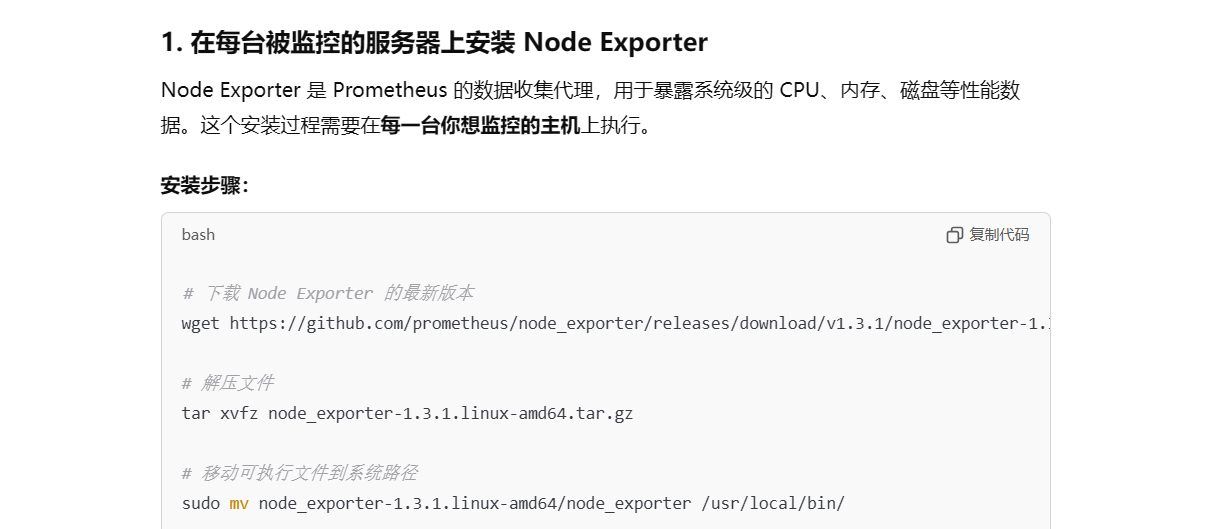 1. 在每台被监控的服务器上安装 Node Exporter
Node Exporter 是 Prometheus 的数据收集代理，用于暴露系统级的 CPU、内存、磁盘等性能数
据。这个安装过程需要在每一台你想监控的主机上执行。
安装步骤：
bash
复制代码
# 下载 Node Exporter 的最新版本
wget https://github.com/prometheus/node_exporter/releases/download/v1.3.1/node_exporter-1.
# 解压文件
tar xvfz node_exporter-1.3.1.linux-amd64.tar.gz
# 移动可执行文件到系统路径
sudo mv node_exporter-1.3.1.linux-amd64/node_exporter /usr/local/bin/